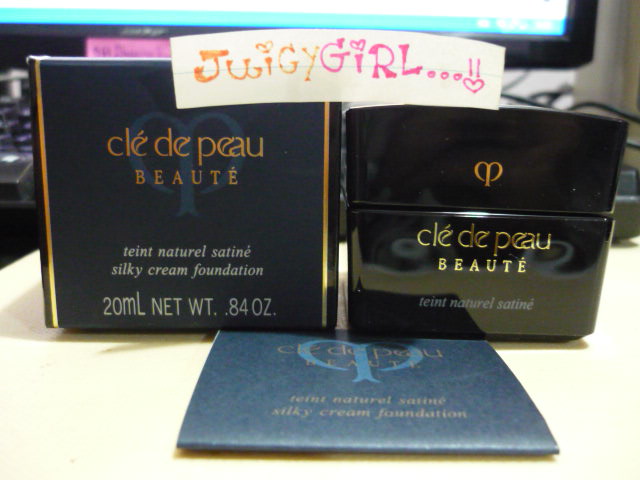 JWiGYGiRL...!!
clé de peau
BEAUTÉ
teint naturel satiné
silky cream foundation
20mL NET WT. .84 OZ.
clé de peau
BEAUTÉ
teint naturel satiné
clé de peau
BEAUTÉ
teint naturel satiné
silky cream foundation